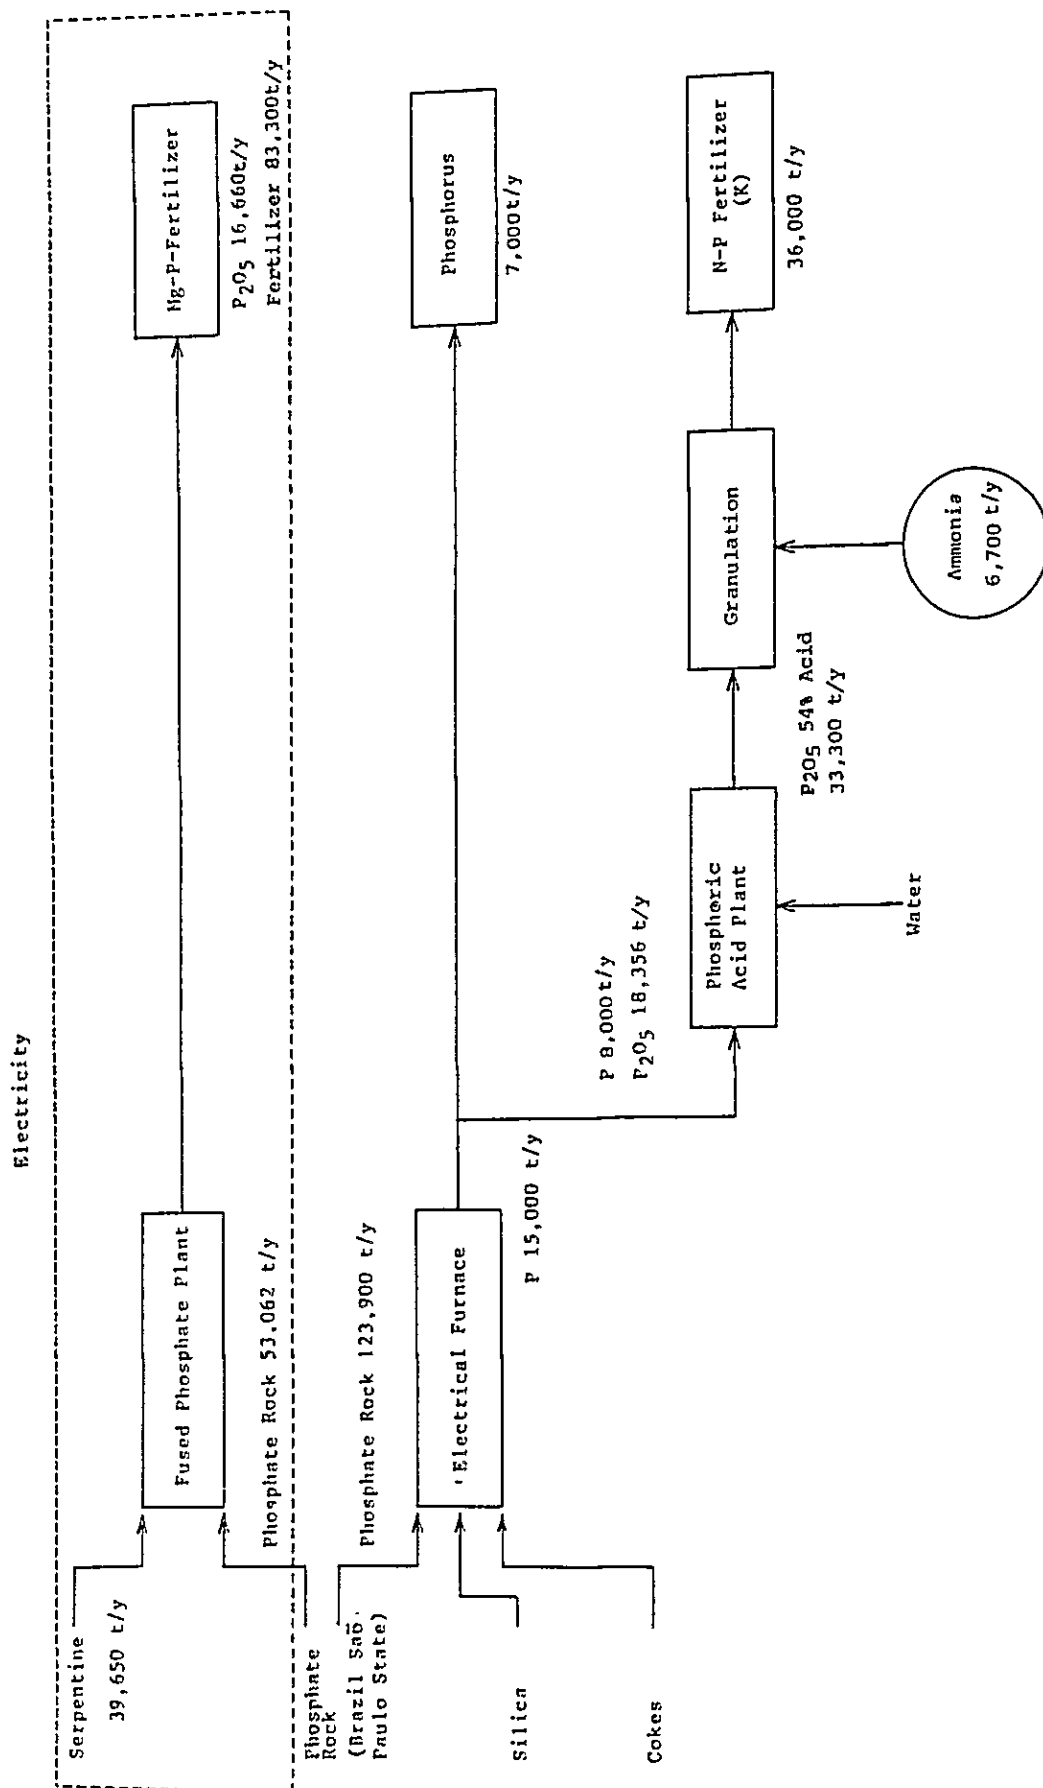 Electricity
Serpentine
39,650 t/y
Fused Phosphate Plant
Phosphate Rock 53.062 t/y
Mg-P-Fertilizer
P2O5 16,660t/y
Fertilizer 83,300t/y
Phosphate
Rock
(Brazil Sao
Paulo State)
Phosphate Rock 123,900 t/y
Electrical Furnace
Silica
Cokes
P 15,000 t/y
Phosphorus
7,000t/y
P 8,000t/y
P2O5 18,356 t/y
Phosphoric
Acid Plant
Water
P2O5 54% Acid
33,300 t/y
Granulation
Ammonia
6,700 t/y
N-P Fertilizer
(K)
36,000 t/y